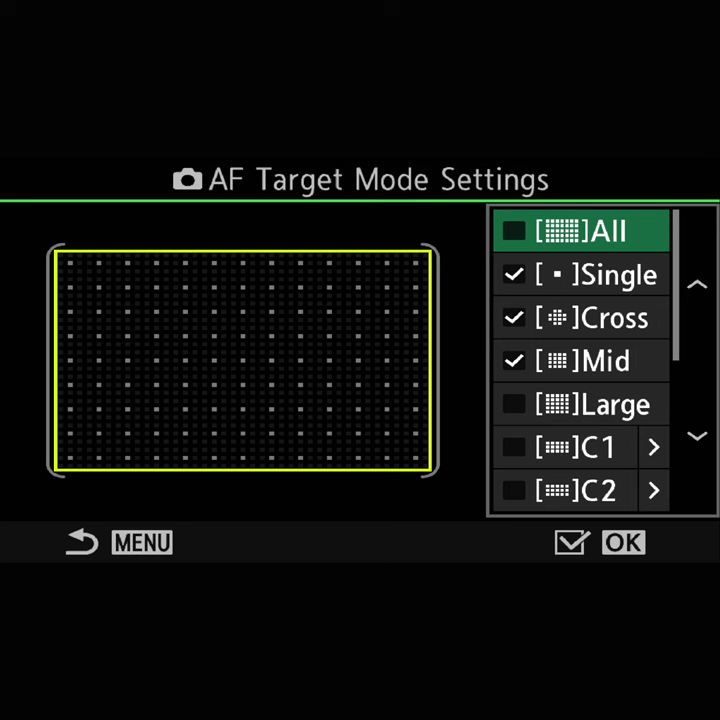 AF Target Mode Settings
[ ]All
[ ]Single
[ ]Cross
[ ]Mid
[ ]Large
[ ]C1 >
[ ]C2 >
MENU
OK